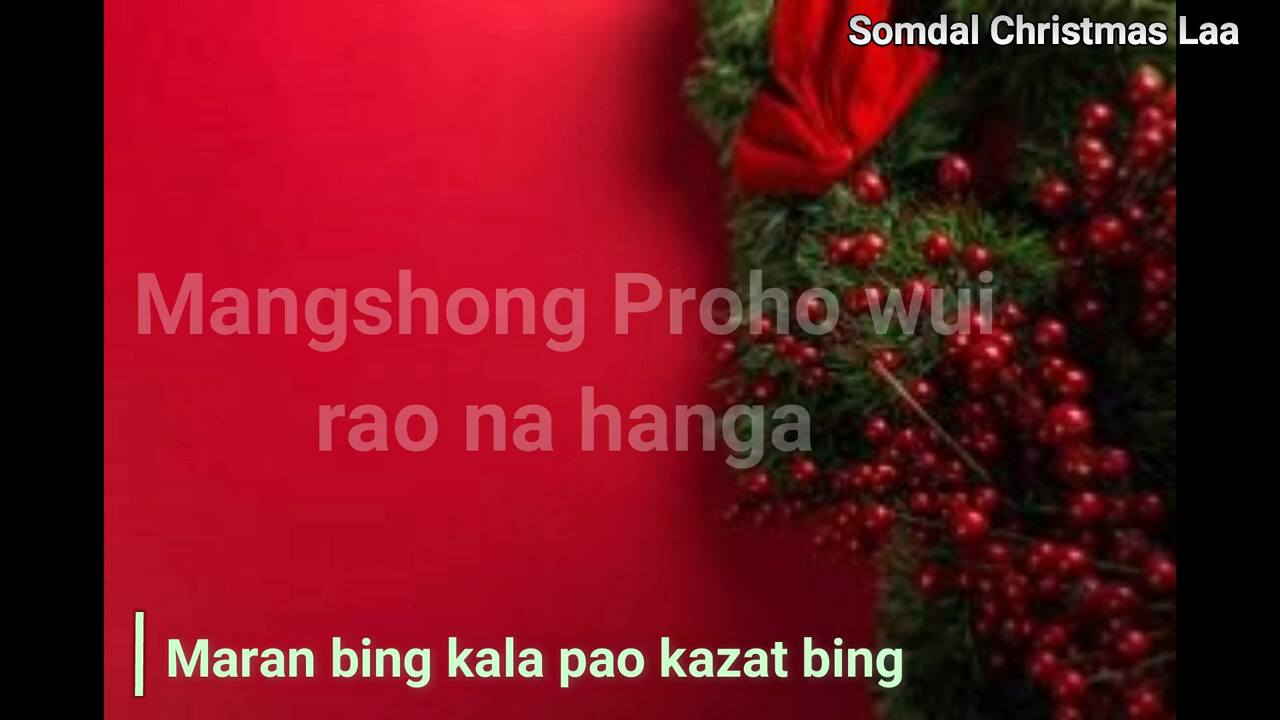 Somdal Christmas Laa
Mangshong Proho wui
rao na hanga
Maran bing kala pao kazat bing